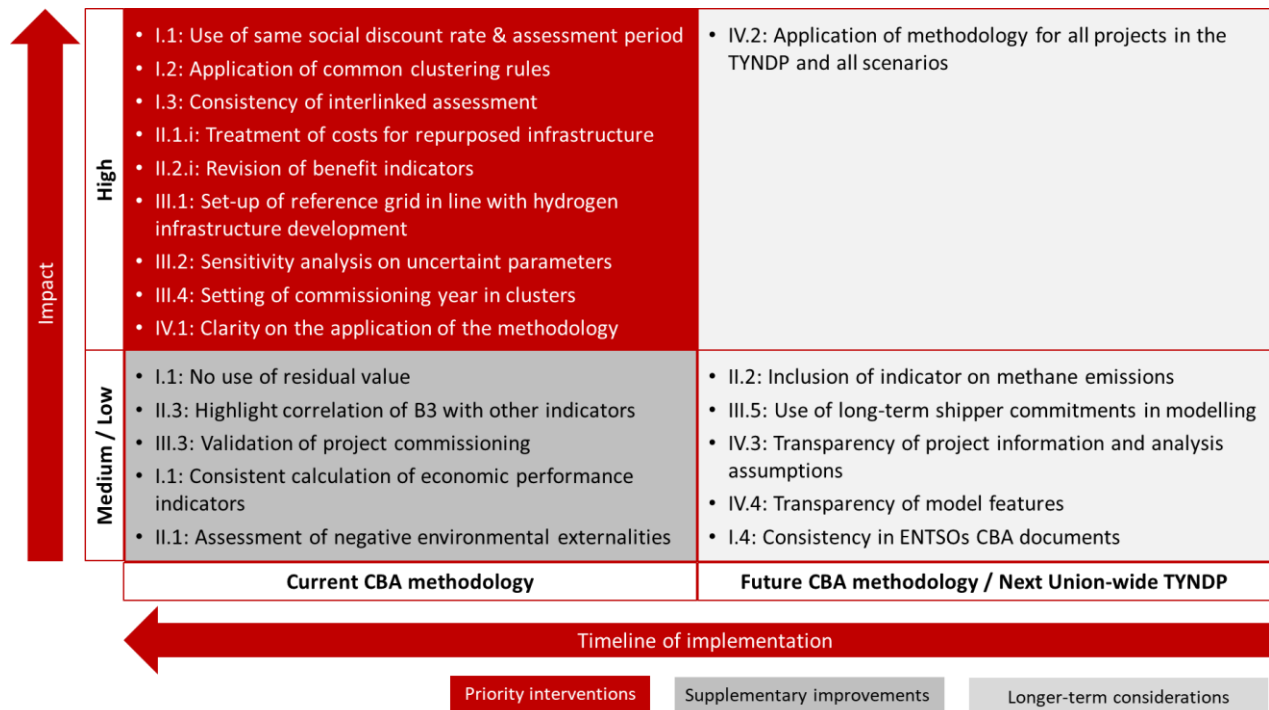 Impact
High
• I.1: Use of same social discount rate & assessment period
• I.2: Application of common clustering rules
• I.3: Consistency of interlinked assessment
• II.1.i: Treatment of costs for repurposed infrastructure
• II.2.i: Revision of benefit indicators
• III.1: Set-up of reference grid in line with hydrogen
infrastructure development
• III.2: Sensitivity analysis on uncertaint parameters
• III.4: Setting of commissioning year in clusters
• IV.1: Clarity on the application of the methodology
• IV.2: Application of methodology for all projects in the
TYNDP and all scenarios
Medium / Low
• I.1: No use of residual value
• II.3: Highlight correlation of B3 with other indicators
• III.3: Validation of project commissioning
• I.1: Consistent calculation of economic performance
indicators
• II.1: Assessment of negative environmental externalities
• II.2: Inclusion of indicator on methane emissions
• III.5: Use of long-term shipper commitments in modelling
• IV.3: Transparency of project information and analysis
assumptions
• IV.4: Transparency of model features
• I.4: Consistency in ENTSOs CBA documents
Current CBA methodology
Future CBA methodology / Next Union-wide TYNDP
Timeline of implementation
Priority interventions
Supplementary improvements
Longer-term considerations